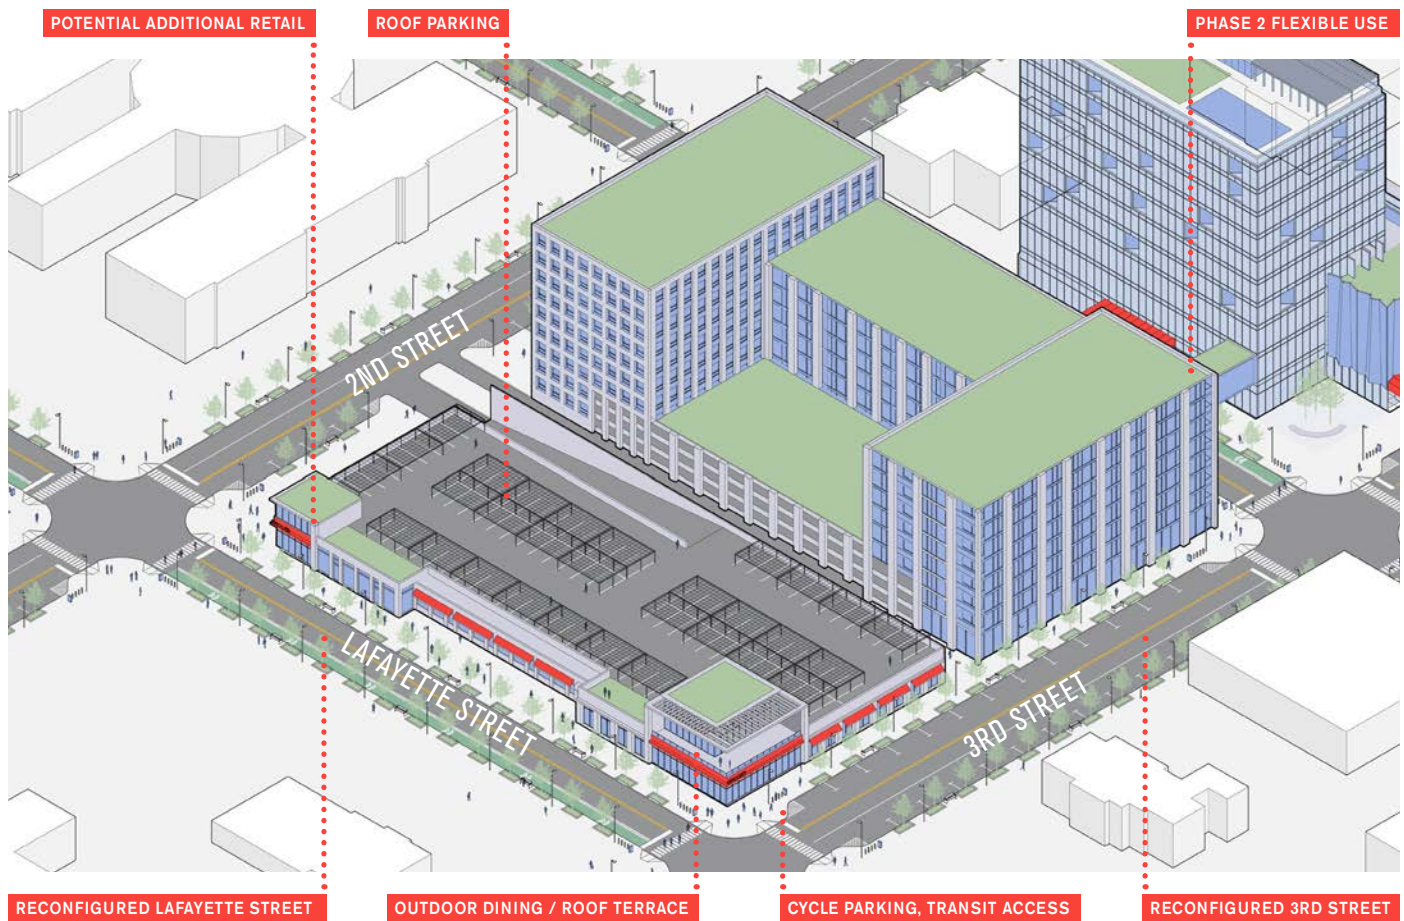 POTENTIAL ADDITIONAL RETAIL
ROOF PARKING
PHASE 2 FLEXIBLE USE
2ND STREET
LAFAYETTE STREET
3RD STREET
RECONFIGURED LAFAYETTE STREET
OUTDOOR DINING / ROOF TERRACE
CYCLE PARKING, TRANSIT ACCESS
RECONFIGURED 3RD STREET